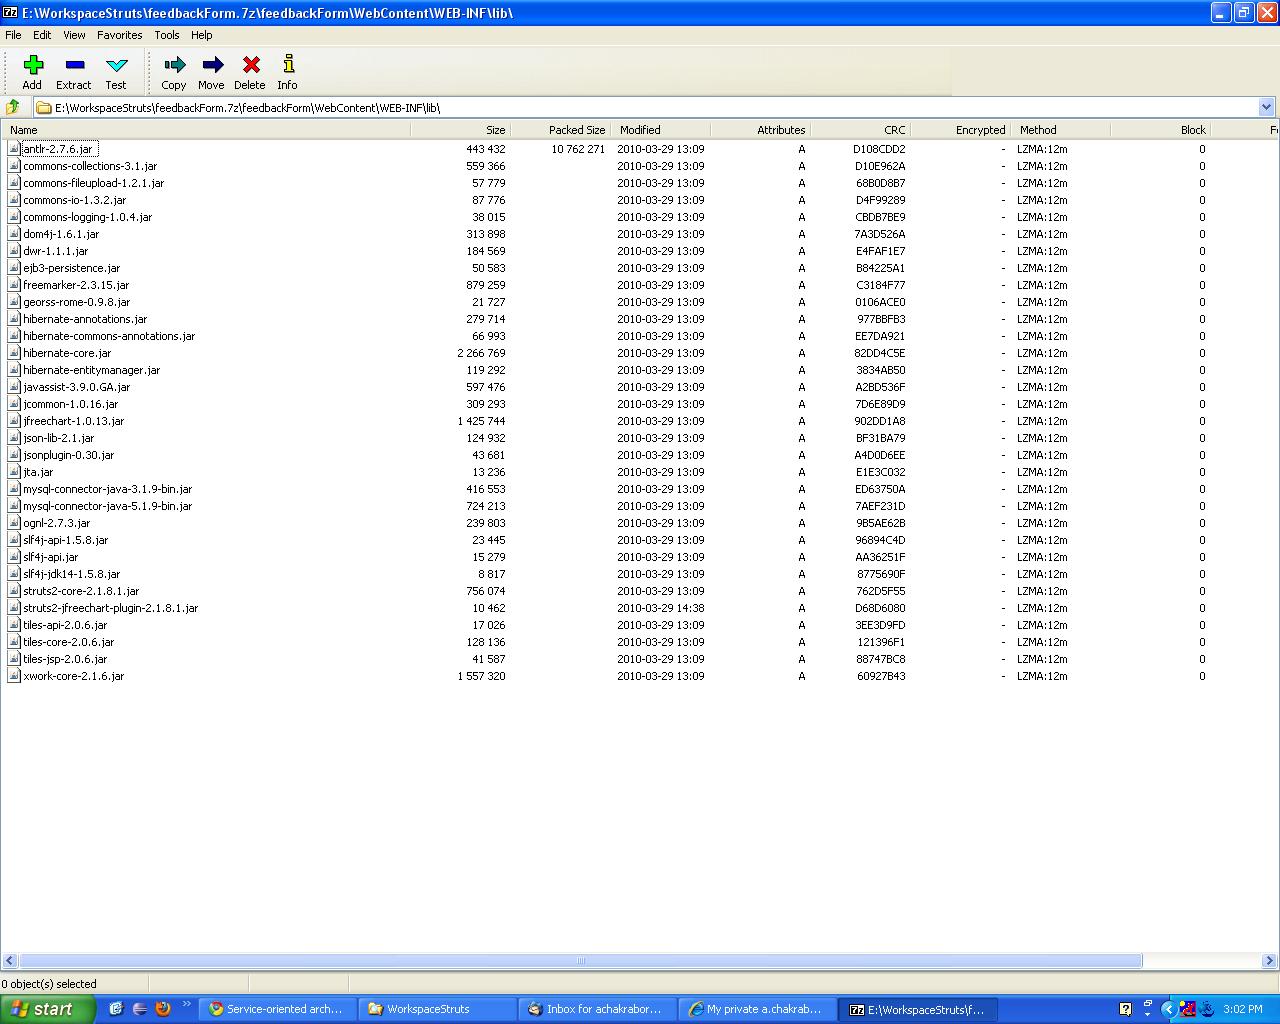 E:\WorkspaceStruts\feedbackForm.7z\feedbackForm\WebContent\WEB-INF\lib\
File Edit View Favorites Tools Help
Add Extract Test Copy Move Delete Info
E:\WorkspaceStruts\feedbackForm.7z\feedbackForm\WebContent\WEB-INF\lib\
Name Size Packed Size Modified Attributes CRC Encrypted Method Block
antlr-2.7.6.jar 443 432 10 762 271 2010-03-29 13:09 A D108CDD2 - LZMA:12m 0
commons-collections-3.1.jar 559 366 2010-03-29 13:09 A D10E962A - LZMA:12m 0
commons-fileupload-1.2.1.jar 57 779 2010-03-29 13:09 A 68B0D8B7 - LZMA:12m 0
commons-io-1.3.2.jar 87 776 2010-03-29 13:09 A D4F99289 - LZMA:12m 0
commons-logging-1.0.4.jar 38 015 2010-03-29 13:09 A CBDB7BE9 - LZMA:12m 0
dom4j-1.6.1.jar 313 898 2010-03-29 13:09 A 7A3D526A - LZMA:12m 0
dwr-1.1.1.jar 184 569 2010-03-29 13:09 A E4FAF1E7 - LZMA:12m 0
ejb3-persistence.jar 50 583 2010-03-29 13:09 A B84225A1 - LZMA:12m 0
freemarker-2.3.15.jar 879 259 2010-03-29 13:09 A C3184F77 - LZMA:12m 0
georss-rome-0.9.8.jar 21 727 2010-03-29 13:09 A 0106ACE0 - LZMA:12m 0
hibernate-annotations.jar 279 714 2010-03-29 13:09 A 977BBFB3 - LZMA:12m 0
hibernate-commons-annotations.jar 66 993 2010-03-29 13:09 A EE7DA921 - LZMA:12m 0
hibernate-core.jar 2 266 769 2010-03-29 13:09 A 82DD4C5E - LZMA:12m 0
hibernate-entitymanager.jar 119 292 2010-03-29 13:09 A 3834AB50 - LZMA:12m 0
javassist-3.9.0.GA.jar 597 476 2010-03-29 13:09 A A2BD536F - LZMA:12m 0
jcommon-1.0.16.jar 309 293 2010-03-29 13:09 A 7D6E89D9 - LZMA:12m 0
jfreechart-1.0.13.jar 1 425 744 2010-03-29 13:09 A 902DD1A8 - LZMA:12m 0
json-lib-2.1.jar 124 932 2010-03-29 13:09 A BF31BA79 - LZMA:12m 0
jsonplugin-0.30.jar 43 681 2010-03-29 13:09 A A4D0D6EE - LZMA:12m 0
jta.jar 13 236 2010-03-29 13:09 A E1E3C032 - LZMA:12m 0
mysql-connector-java-3.1.9-bin.jar 416 553 2010-03-29 13:09 A ED63750A - LZMA:12m 0
mysql-connector-java-5.1.9-bin.jar 724 213 2010-03-29 13:09 A 7AEF231D - LZMA:12m 0
ognl-2.7.3.jar 239 803 2010-03-29 13:09 A 9B5AE62B - LZMA:12m 0
slf4j-api-1.5.8.jar 23 445 2010-03-29 13:09 A 96894C4D - LZMA:12m 0
slf4j-api.jar 15 279 2010-03-29 13:09 A AA36251F - LZMA:12m 0
slf4j-jdk14-1.5.8.jar 8 817 2010-03-29 13:09 A 8775690F - LZMA:12m 0
struts2-core-2.1.8.1.jar 756 074 2010-03-29 13:09 A 762D5F55 - LZMA:12m 0
struts2-jfreechart-plugin-2.1.8.1.jar 10 462 2010-03-29 14:38 A D68D6080 - LZMA:12m 0
tiles-api-2.0.6.jar 17 026 2010-03-29 13:09 A 3EE3D9FD - LZMA:12m 0
tiles-core-2.0.6.jar 128 136 2010-03-29 13:09 A 121396F1 - LZMA:12m 0
tiles-jsp-2.0.6.jar 41 587 2010-03-29 13:09 A 88747BC8 - LZMA:12m 0
xwork-core-2.1.6.jar 1 557 320 2010-03-29 13:09 A 60927B43 - LZMA:12m 0
0 object(s) selected
start Service-oriented arch... WorkspaceStruts Inbox for achakrabor... My private a.chakrab... E:\WorkspaceStruts\f... 3:02 PM